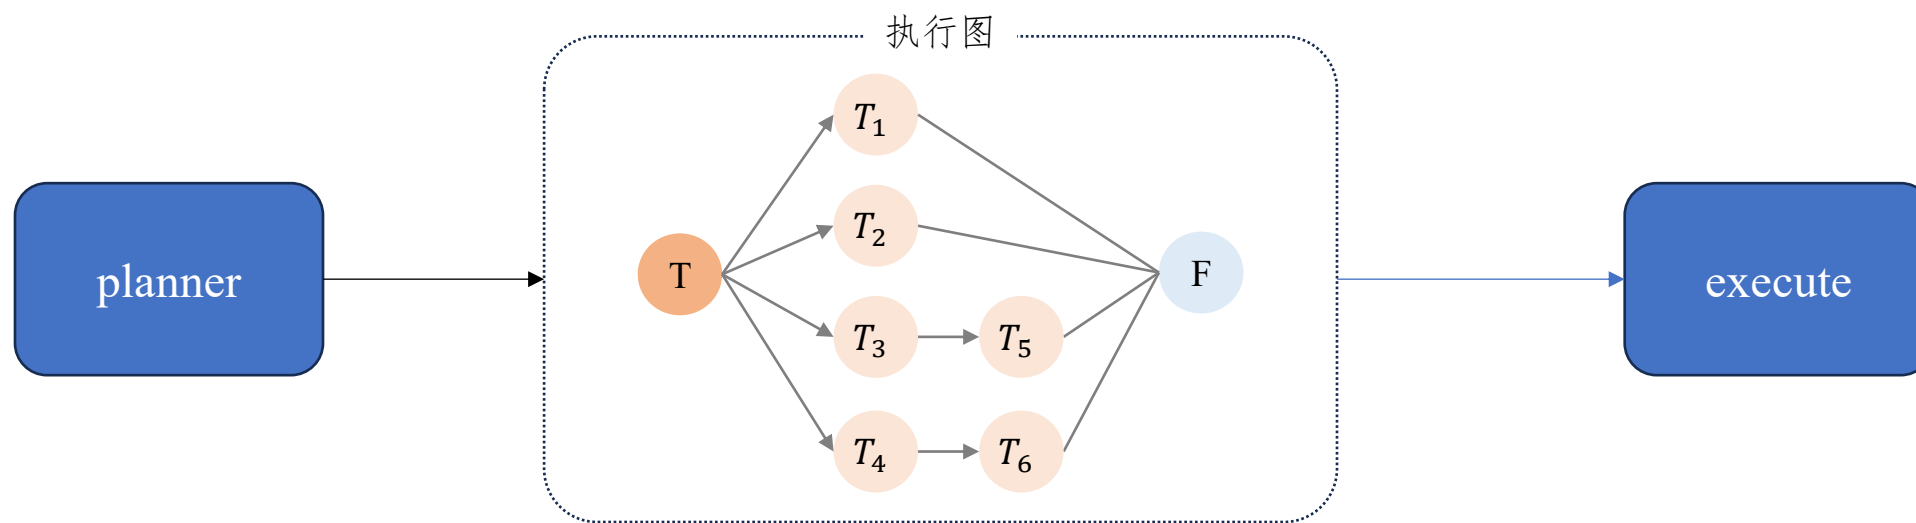 执行图
planner
T
T₁
T₂
T₃
T₄
T₅
T₆
F
execute